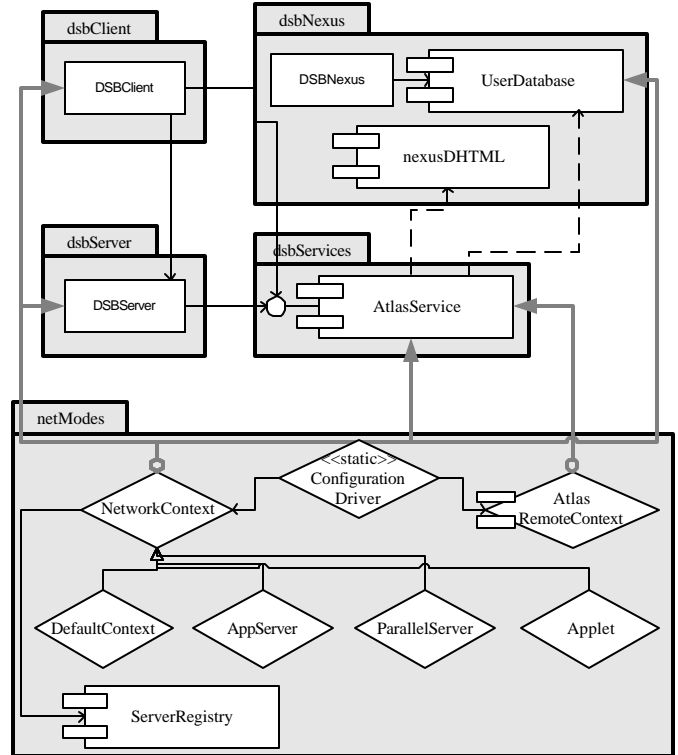 dsbClient
dsbNexus
DSBClient
DSBNexus
UserDatabase
nexusDHTML
dsbServer
dsbServices
DSBServer
AtlasService
netModes
<<static>>
Configuration
Driver
NetworkContext
Atlas
RemoteContext
DefaultContext
AppServer
ParallelServer
Applet
ServerRegistry